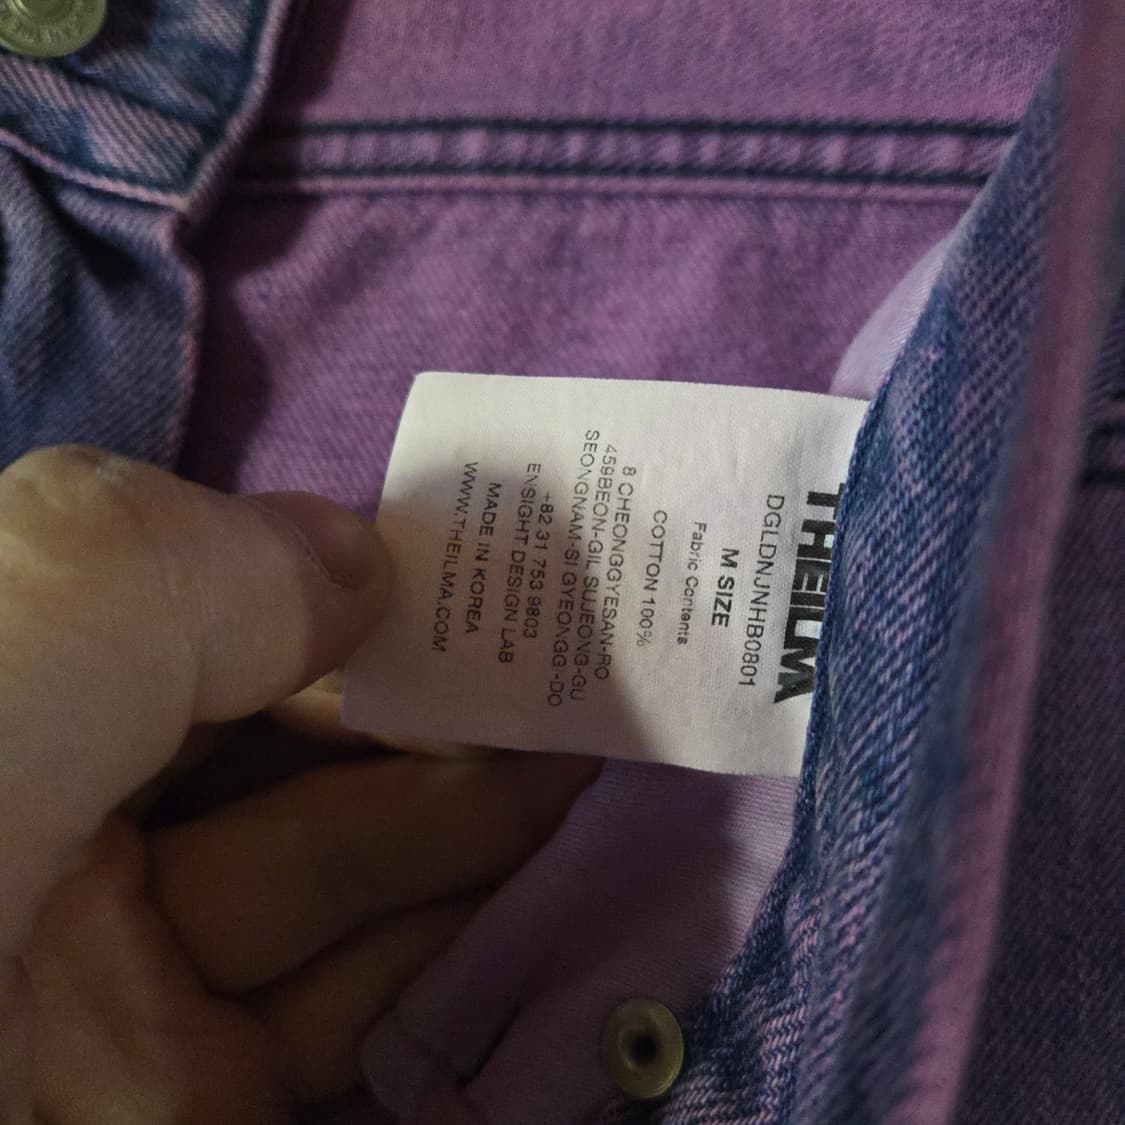 THEILMA
DGLDNJNHB0801
M SIZE
Fabric Contents
COTTON 100%
8 CHEONGGYESAN-RO
459BEON-GIL SUJEONG-GU
SEONGNAM-SI GYEONGGI-DO
+82 31 753 9803
ENSIGHT DESIGN LAB
MADE IN KOREA
WWW.THEILMA.COM